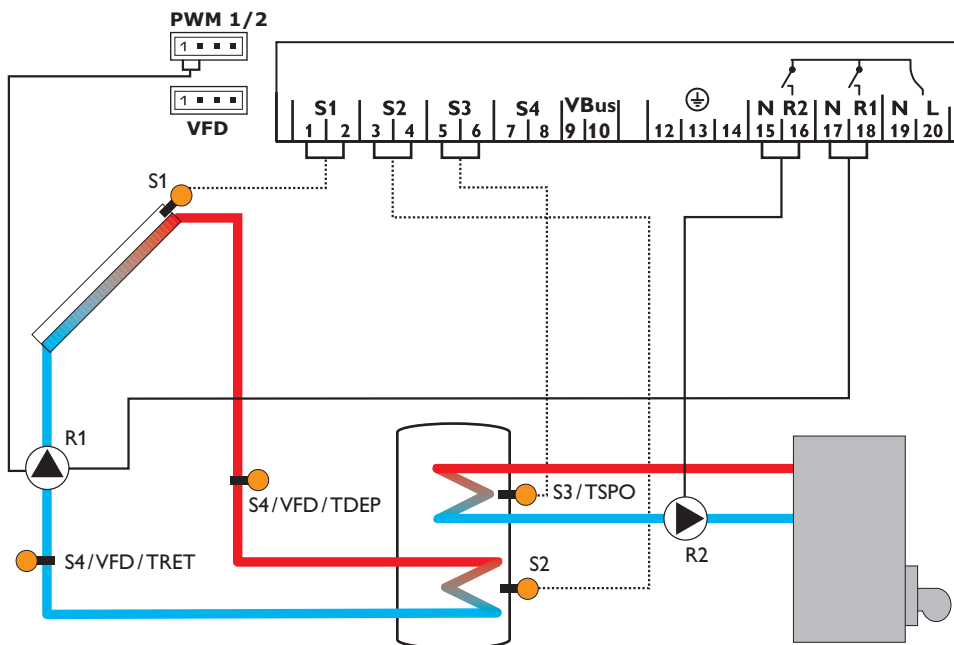 PWM 1/2
1
1
VFD
S1 S2 S3 S4 VBus N R2 N R1 N L
1 2 3 4 5 6 7 8 9 10 12 13 14 15 16 17 18 19 20
S1
R1
S4/VFD/TDEP
S3/TSPO
R2
S4/VFD/TRET
S2